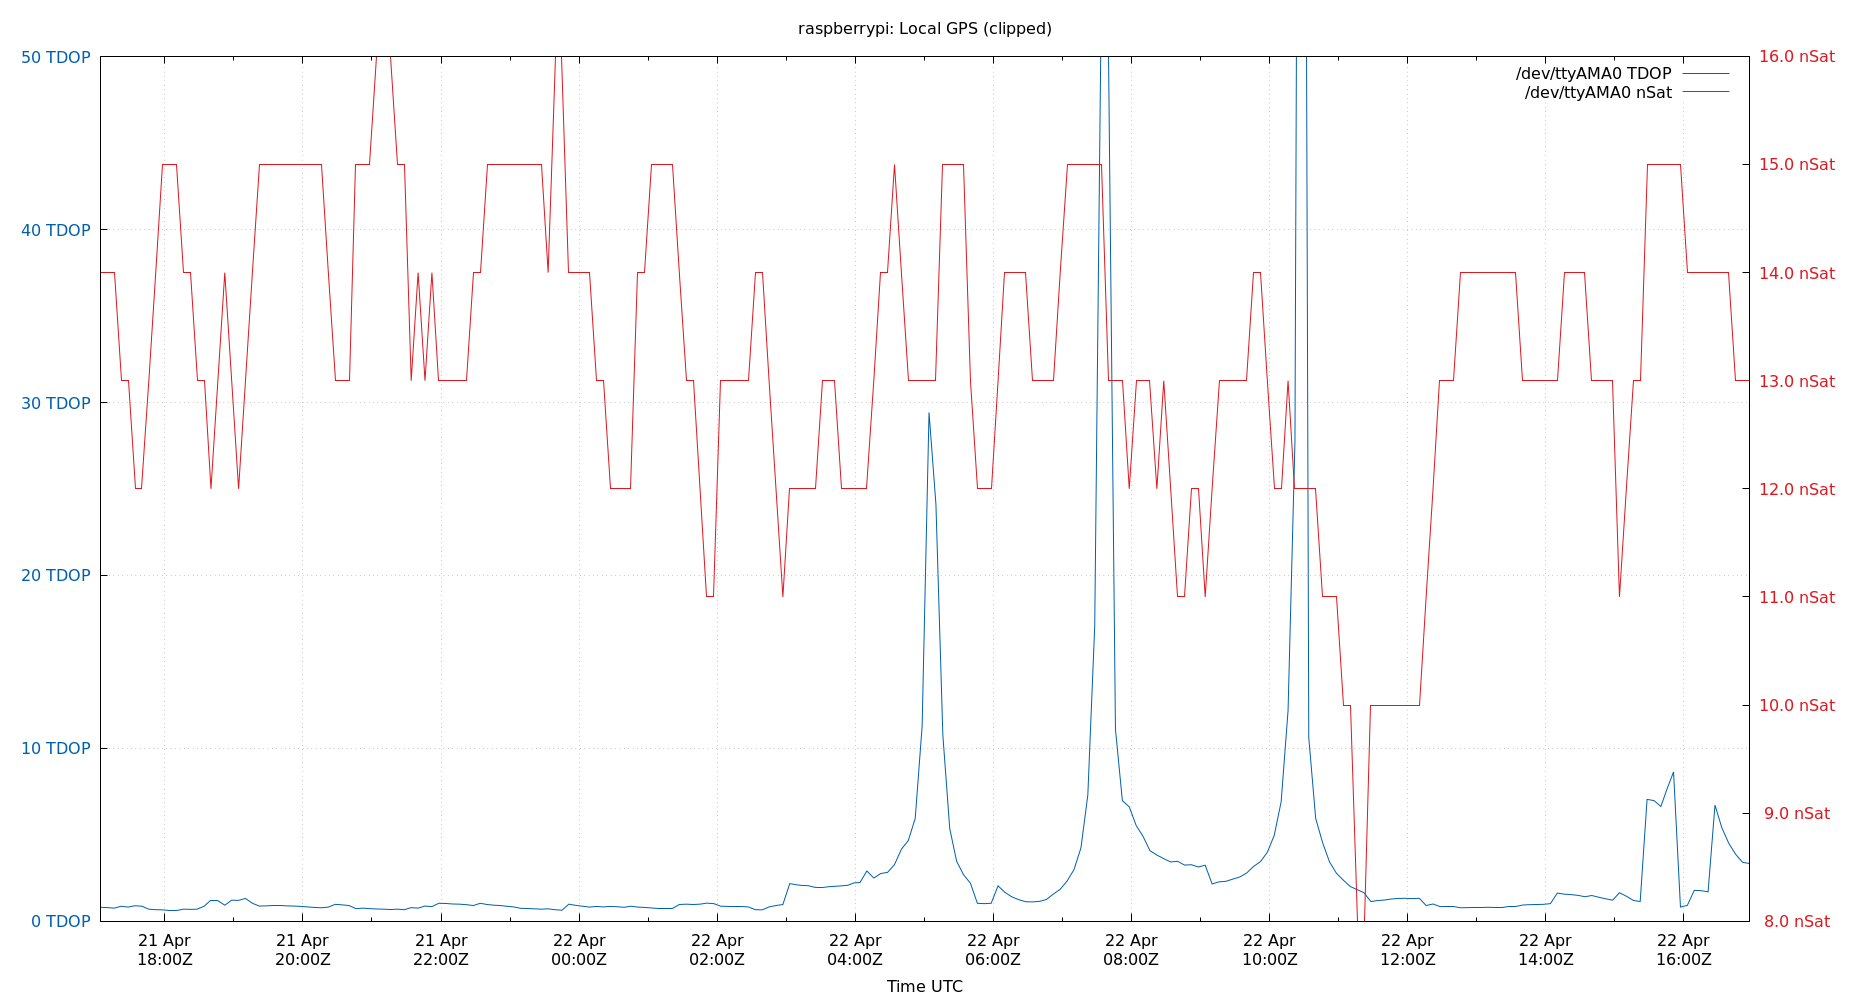 raspberrypi: Local GPS (clipped)
50 TDOP
40 TDOP
30 TDOP
20 TDOP
10 TDOP
0 TDOP
16.0 nSat
15.0 nSat
14.0 nSat
13.0 nSat
12.0 nSat
11.0 nSat
10.0 nSat
9.0 nSat
8.0 nSat
/dev/ttyAMA0 TDOP
/dev/ttyAMA0 nSat
21 Apr
18:00Z
21 Apr
20:00Z
21 Apr
22:00Z
22 Apr
00:00Z
22 Apr
02:00Z
22 Apr
04:00Z
22 Apr
06:00Z
22 Apr
08:00Z
22 Apr
10:00Z
22 Apr
12:00Z
22 Apr
14:00Z
22 Apr
16:00Z
Time UTC